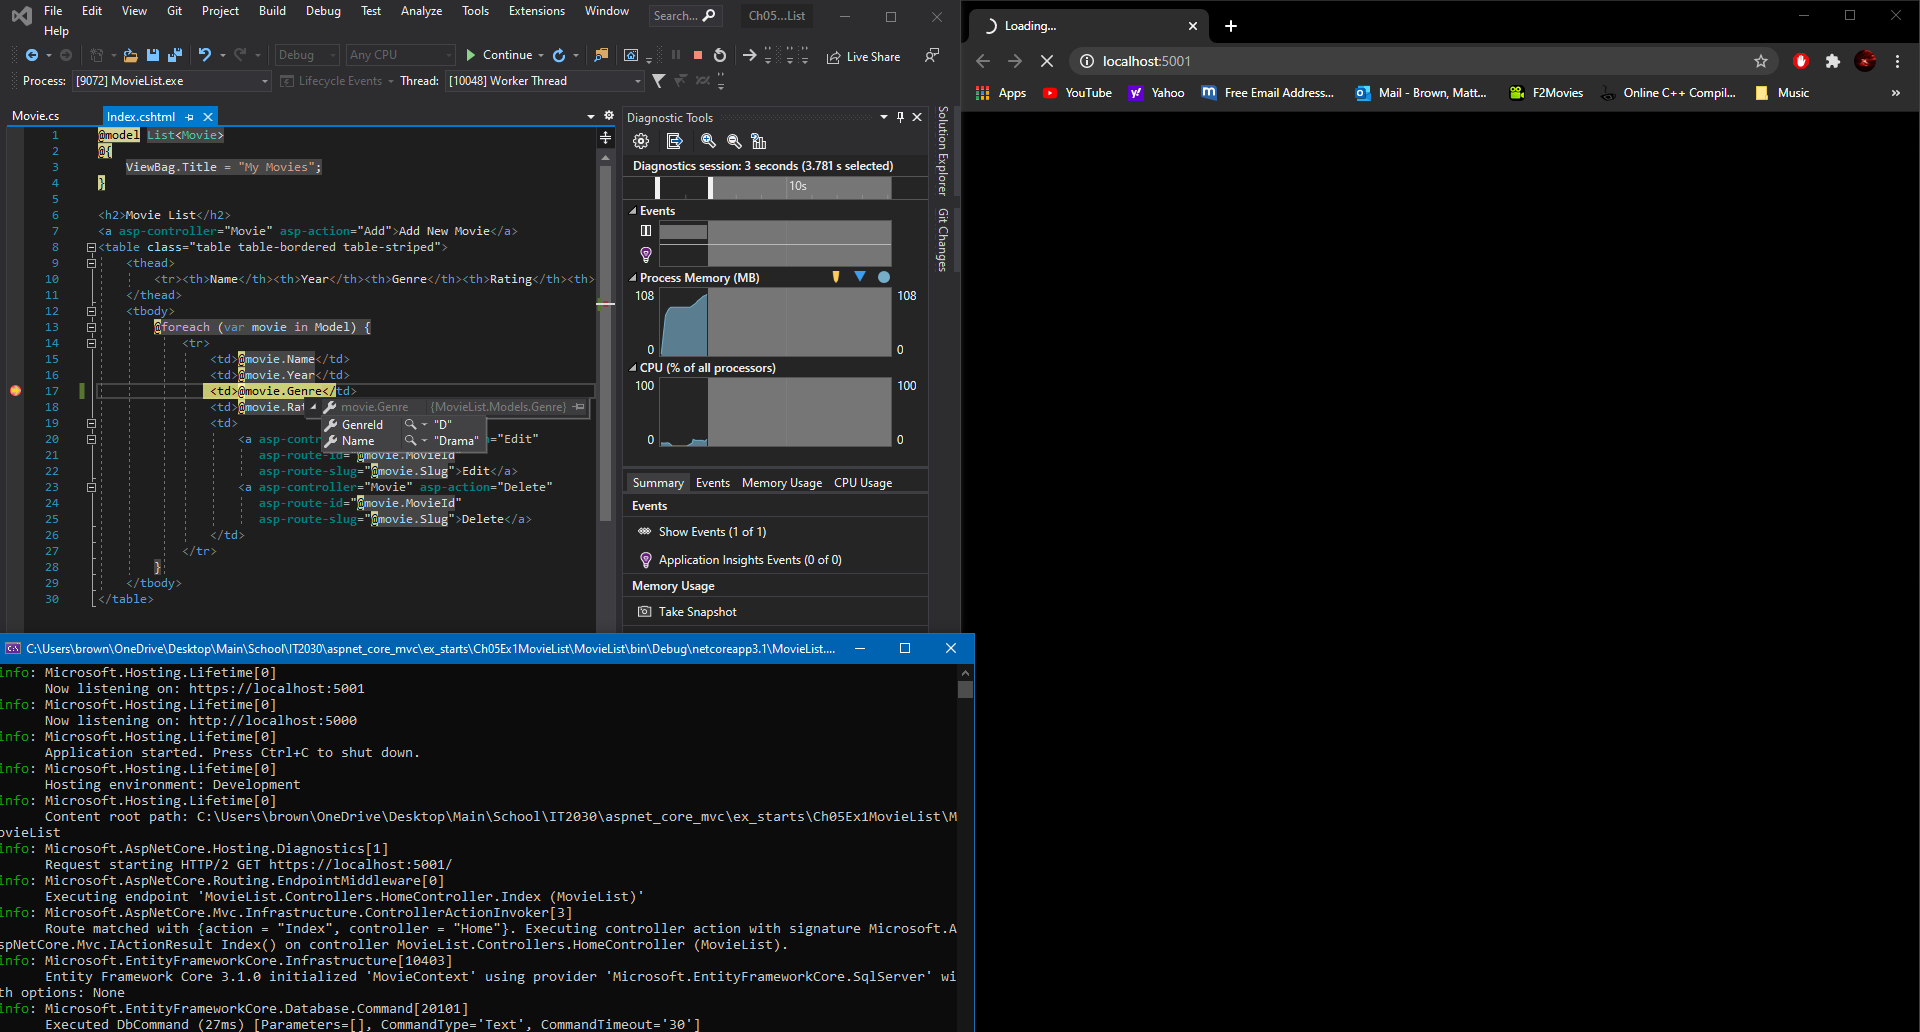 File Edit View Git Project Build Debug Test Analyze Tools Extensions Window Search... Ch05...List
Help
Debug Any CPU Continue Live Share
Process: [9072] MovieList.exe Lifecycle Events Thread: [10048] Worker Thread
Movie.cs Index.cshtml
1 @model List<Movie>
2 @{
3 ViewBag.Title = "My Movies";
4 }
5
6 <h2>Movie List</h2>
7 <a asp-controller="Movie" asp-action="Add">Add New Movie</a>
8 <table class="table table-bordered table-striped">
9 <thead>
10 <tr><th>Name</th><th>Year</th><th>Genre</th><th>Rating</th><th>
11 </thead>
12 <tbody>
13 @foreach (var movie in Model) {
14 <tr>
15 <td>@movie.Name</td>
16 <td>@movie.Year</td>
17 <td>@movie.Genre</td>
18 <td>@movie.Rat
movie.Genre {MovieList.Models.Genre}
19 <td>
GenreId "D"
20 <a asp-contr ="Edit"
Name "Drama"
21 asp-route-id="@movie.MovieId
22 asp-route-slug="@movie.Slug">Edit</a>
23 <a asp-controller="Movie" asp-action="Delete"
24 asp-route-id="@movie.MovieId"
25 asp-route-slug="@movie.Slug">Delete</a>
26 </td>
27 </tr>
28 }
29 </tbody>
30 </table>
Diagnostic Tools
Diagnostics session: 3 seconds (3.781 s selected)
10s
Events
Process Memory (MB)
108 108
0 0
CPU (% of all processors)
100 100
0 0
Summary Events Memory Usage CPU Usage
Events
Show Events (1 of 1)
Application Insights Events (0 of 0)
Memory Usage
Take Snapshot
Solution Explorer
Git Changes
C:\Users\brown\OneDrive\Desktop\Main\School\IT2030\aspnet_core_mvc\ex_starts\Ch05Ex1MovieList\MovieList\bin\Debug\netcoreapp3.1\MovieList....
info: Microsoft.Hosting.Lifetime[0]
Now listening on: https://localhost:5001
info: Microsoft.Hosting.Lifetime[0]
Now listening on: http://localhost:5000
info: Microsoft.Hosting.Lifetime[0]
Application started. Press Ctrl+C to shut down.
info: Microsoft.Hosting.Lifetime[0]
Hosting environment: Development
info: Microsoft.Hosting.Lifetime[0]
Content root path: C:\Users\brown\OneDrive\Desktop\Main\School\IT2030\aspnet_core_mvc\ex_starts\Ch05Ex1MovieList\M
ovieList
info: Microsoft.AspNetCore.Hosting.Diagnostics[1]
Request starting HTTP/2 GET https://localhost:5001/
info: Microsoft.AspNetCore.Routing.EndpointMiddleware[0]
Executing endpoint 'MovieList.Controllers.HomeController.Index (MovieList)'
info: Microsoft.AspNetCore.Mvc.Infrastructure.ControllerActionInvoker[3]
Route matched with {action = "Index", controller = "Home"}. Executing controller action with signature Microsoft.A
spNetCore.Mvc.IActionResult Index() on controller MovieList.Controllers.HomeController (MovieList).
info: Microsoft.EntityFrameworkCore.Infrastructure[10403]
Entity Framework Core 3.1.0 initialized 'MovieContext' using provider 'Microsoft.EntityFrameworkCore.SqlServer' wi
th options: None
info: Microsoft.EntityFrameworkCore.Database.Command[20101]
Executed DbCommand (27ms) [Parameters=[], CommandType='Text', CommandTimeout='30']
Loading...
localhost:5001
Apps YouTube Yahoo Free Email Address... Mail - Brown, Matt... F2Movies Online C++ Compil... Music »